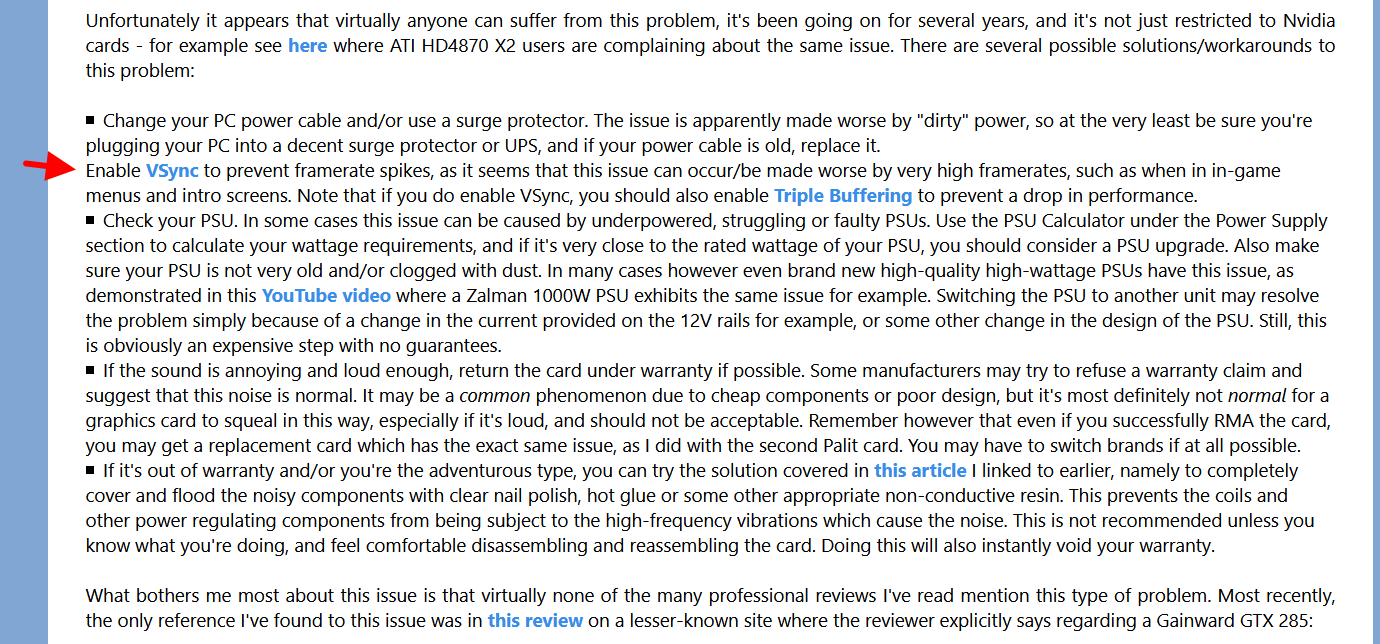 Unfortunately it appears that virtually anyone can suffer from this problem, it's been going on for several years, and it's not just restricted to Nvidia
cards - for example see here where ATI HD4870 X2 users are complaining about the same issue. There are several possible solutions/workarounds to
this problem:
▪ Change your PC power cable and/or use a surge protector. The issue is apparently made worse by "dirty" power, so at the very least be sure you're
plugging your PC into a decent surge protector or UPS, and if your power cable is old, replace it.
Enable VSync to prevent framerate spikes, as it seems that this issue can occur/be made worse by very high framerates, such as when in in-game
menus and intro screens. Note that if you do enable VSync, you should also enable Triple Buffering to prevent a drop in performance.
▪ Check your PSU. In some cases this issue can be caused by underpowered, struggling or faulty PSUs. Use the PSU Calculator under the Power Supply
section to calculate your wattage requirements, and if it's very close to the rated wattage of your PSU, you should consider a PSU upgrade. Also make
sure your PSU is not very old and/or clogged with dust. In many cases however even brand new high-quality high-wattage PSUs have this issue, as
demonstrated in this YouTube video where a Zalman 1000W PSU exhibits the same issue for example. Switching the PSU to another unit may resolve
the problem simply because of a change in the current provided on the 12V rails for example, or some other change in the design of the PSU. Still, this
is obviously an expensive step with no guarantees.
▪ If the sound is annoying and loud enough, return the card under warranty if possible. Some manufacturers may try to refuse a warranty claim and
suggest that this noise is normal. It may be a common phenomenon due to cheap components or poor design, but it's most definitely not normal for a
graphics card to squeal in this way, especially if it's loud, and should not be acceptable. Remember however that even if you successfully RMA the card,
you may get a replacement card which has the exact same issue, as I did with the second Palit card. You may have to switch brands if at all possible.
▪ If it's out of warranty and/or you're the adventurous type, you can try the solution covered in this article I linked to earlier, namely to completely
cover and flood the noisy components with clear nail polish, hot glue or some other appropriate non-conductive resin. This prevents the coils and
other power regulating components from being subject to the high-frequency vibrations which cause the noise. This is not recommended unless you
know what you're doing, and feel comfortable disassembling and reassembling the card. Doing this will also instantly void your warranty.
What bothers me most about this issue is that virtually none of the many professional reviews I've read mention this type of problem. Most recently,
the only reference I've found to this issue was in this review on a lesser-known site where the reviewer explicitly says regarding a Gainward GTX 285: